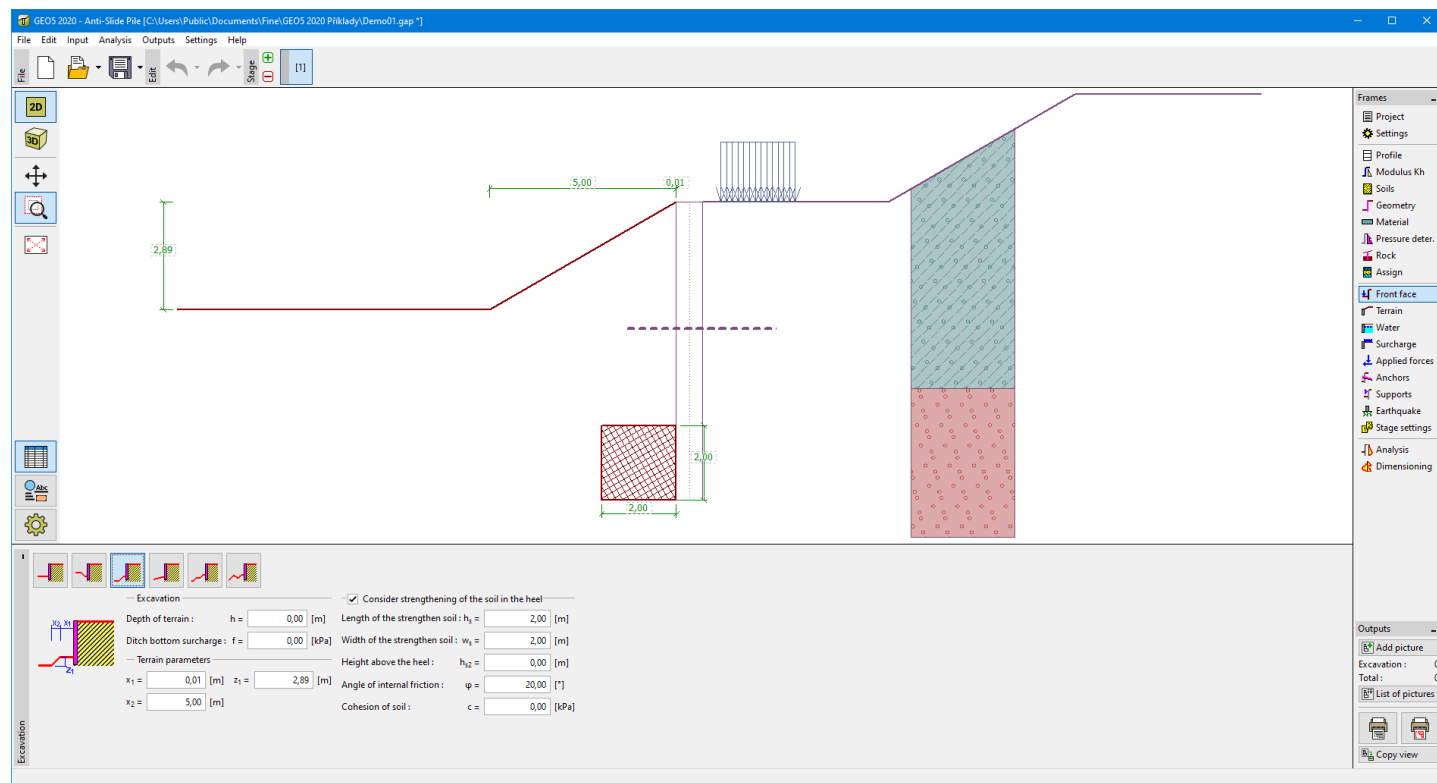 GEO5 2020 - Anti-Slide Pile [C:\Users\Public\Documents\Fine\GEO5 2020 Příklady\Demo01.gap *]
File Edit Input Analysis Outputs Settings Help
File
Edit
Stage
[1]
2D
3D
5,00
0,01
2,89
2,00
2,00
Abc
Frames
Project
Settings
Profile
Modulus Kh
Soils
Geometry
Material
Pressure deter.
Rock
Assign
Front face
Terrain
Water
Surcharge
Applied forces
Anchors
Supports
Earthquake
Stage settings
Analysis
Dimensioning
Excavation
Depth of terrain : h = 0,00 [m]
Ditch bottom surcharge : f = 0,00 [kPa]
Terrain parameters
x₁ = 0,01 [m] z₁ = 2,89 [m]
x₂ = 5,00 [m]
x₂ x₁
z₁
Consider strengthening of the soil in the heel
Length of the strengthen soil : hₛ = 2,00 [m]
Width of the strengthen soil : wₛ = 2,00 [m]
Height above the heel : hₛ₂ = 0,00 [m]
Angle of internal friction : φ = 20,00 [°]
Cohesion of soil : c = 0,00 [kPa]
Excavation
Outputs
Add picture
Excavation : 0
Total : 0
List of pictures
Copy view